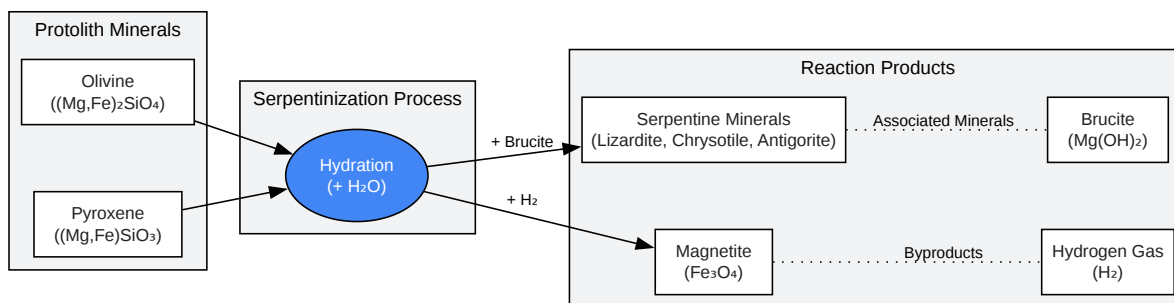 Protolith Minerals
Olivine
((Mg,Fe)₂SiO₄)
Pyroxene
((Mg,Fe)SiO₃)
Serpentinization Process
Hydration
(+ H₂O)
+ Brucite
+ H₂
Reaction Products
Serpentine Minerals
(Lizardite, Chrysotile, Antigorite)
Associated Minerals
Brucite
(Mg(OH)₂)
Magnetite
(Fe₃O₄)
Byproducts
Hydrogen Gas
(H₂)